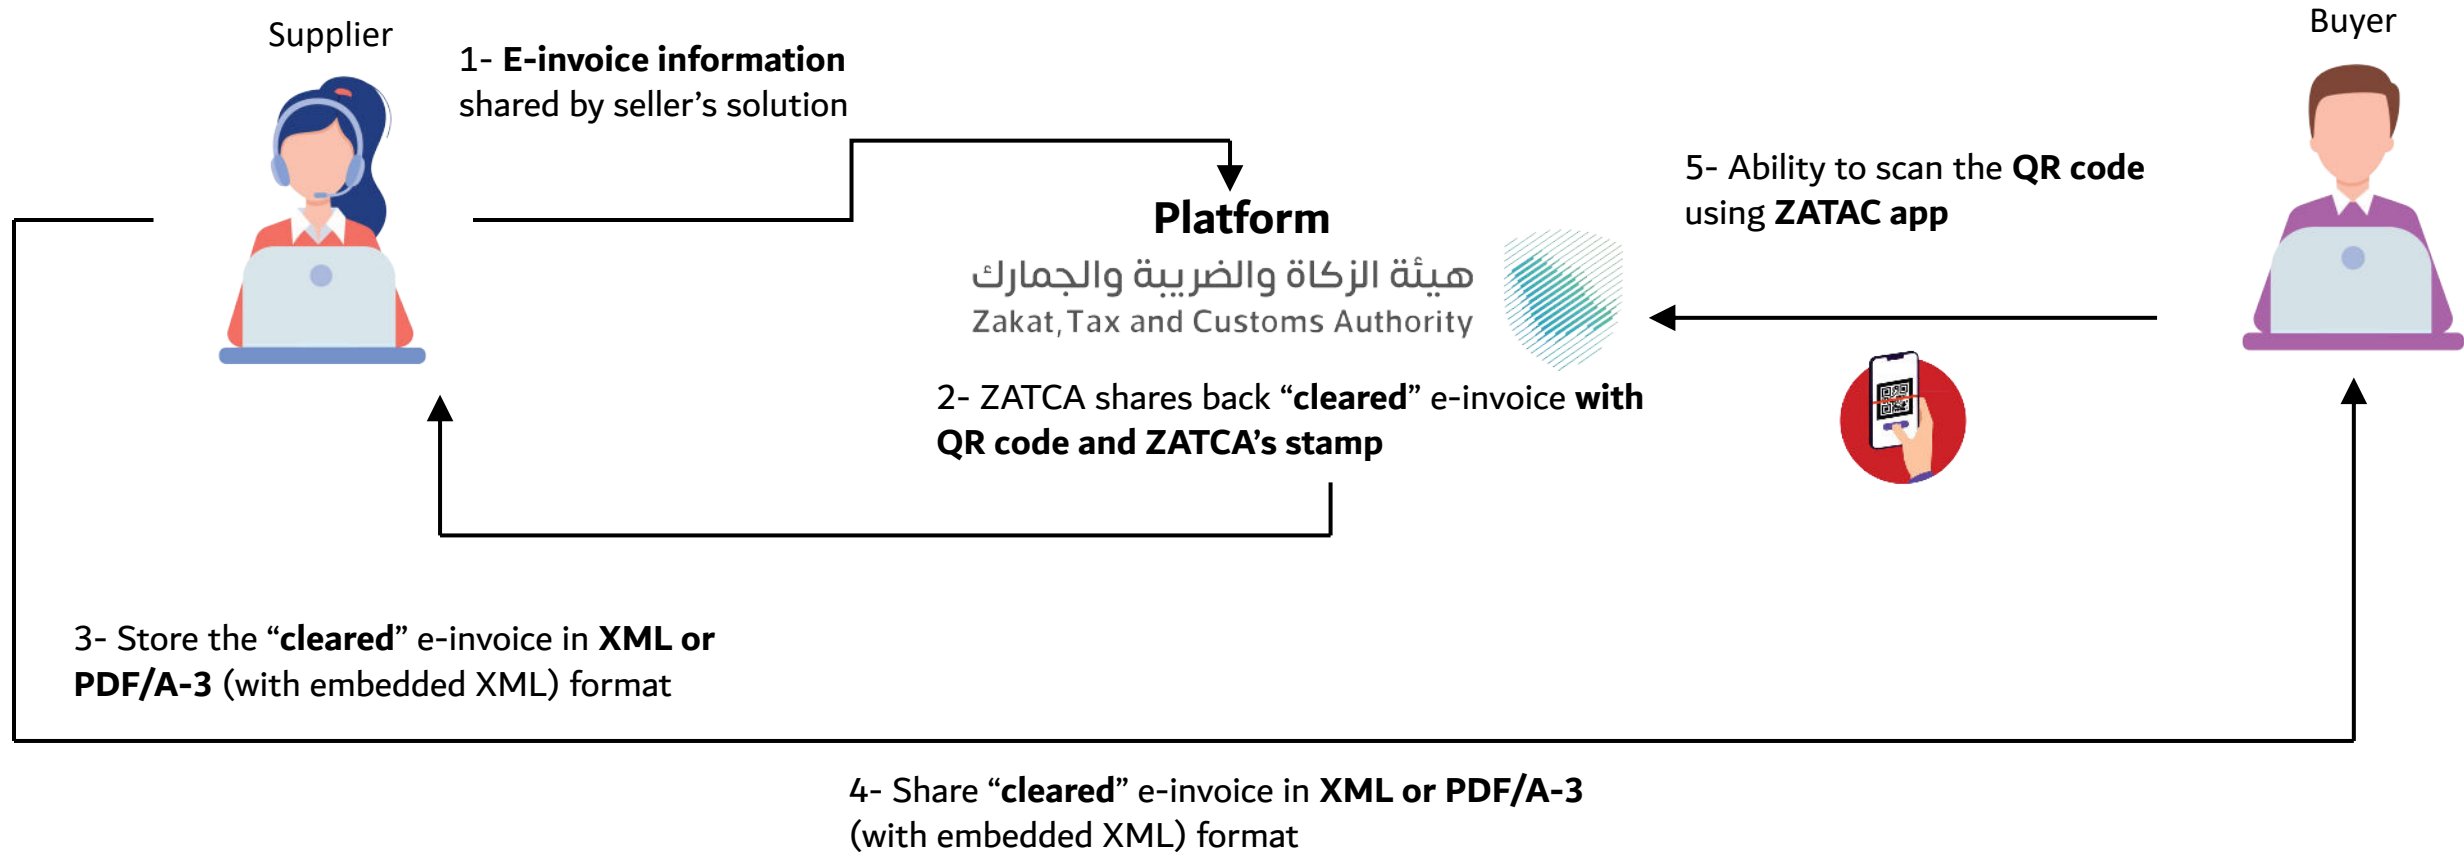 Supplier
Buyer
1- E-invoice information
shared by seller's solution
5- Ability to scan the QR code
using ZATAC app
Platform
هيئة الزكاة والضريبة والجمارك
Zakat, Tax and Customs Authority
2- ZATCA shares back “cleared” e-invoice with
QR code and ZATCA’s stamp
3- Store the “cleared” e-invoice in XML or
PDF/A-3 (with embedded XML) format
4- Share “cleared” e-invoice in XML or PDF/A-3
(with embedded XML) format